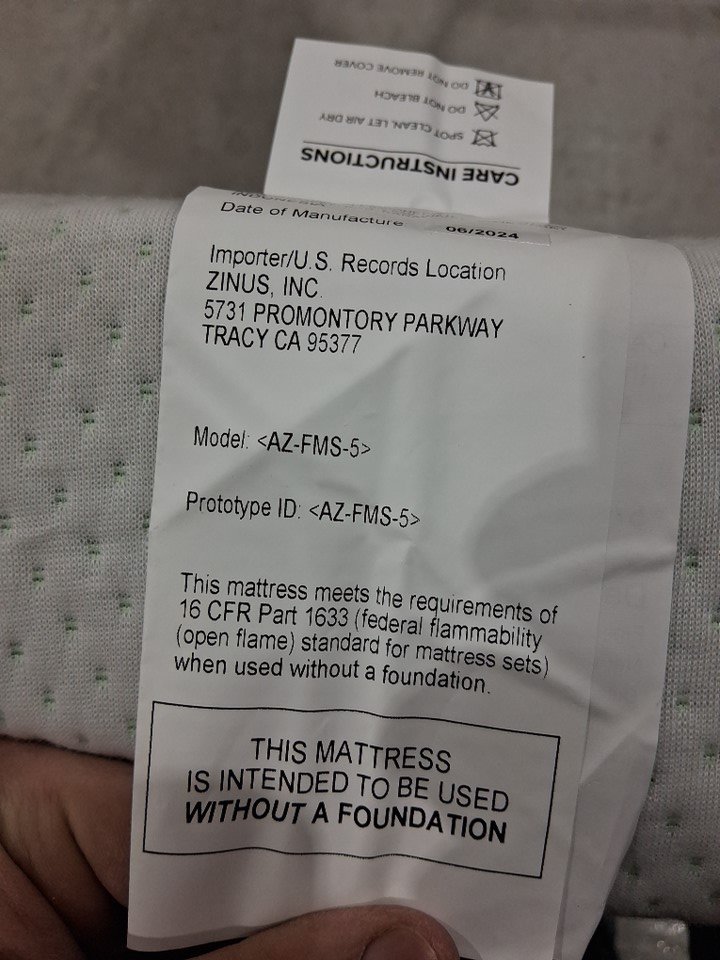 DO NOT REMOVE COVER
DO NOT BLEACH
SPOT CLEAN. LET AIR DRY
CARE INSTRUCTIONS
Date of Manufacture 06/2024
Importer/U.S. Records Location
ZINUS, INC.
5731 PROMONTORY PARKWAY
TRACY CA 95377
Model: <AZ-FMS-5>
Prototype ID: <AZ-FMS-5>
This mattress meets the requirements of
16 CFR Part 1633 (federal flammability
(open flame) standard for mattress sets)
when used without a foundation.
THIS MATTRESS
IS INTENDED TO BE USED
WITHOUT A FOUNDATION